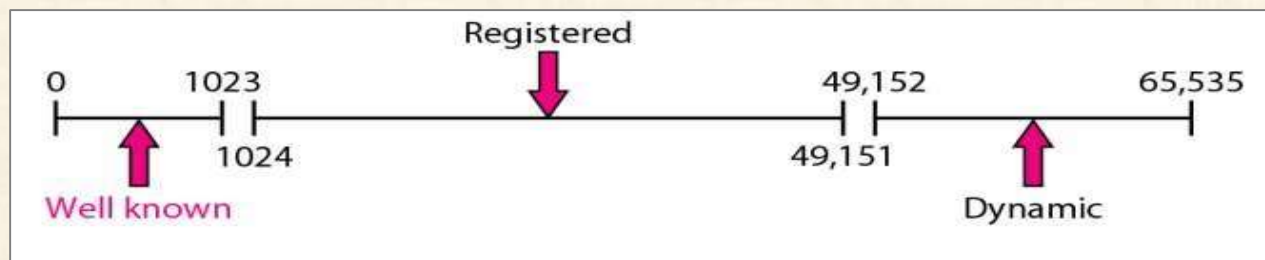 Registered
0 1023 49,152 65,535
1024 49,151
Well known Dynamic